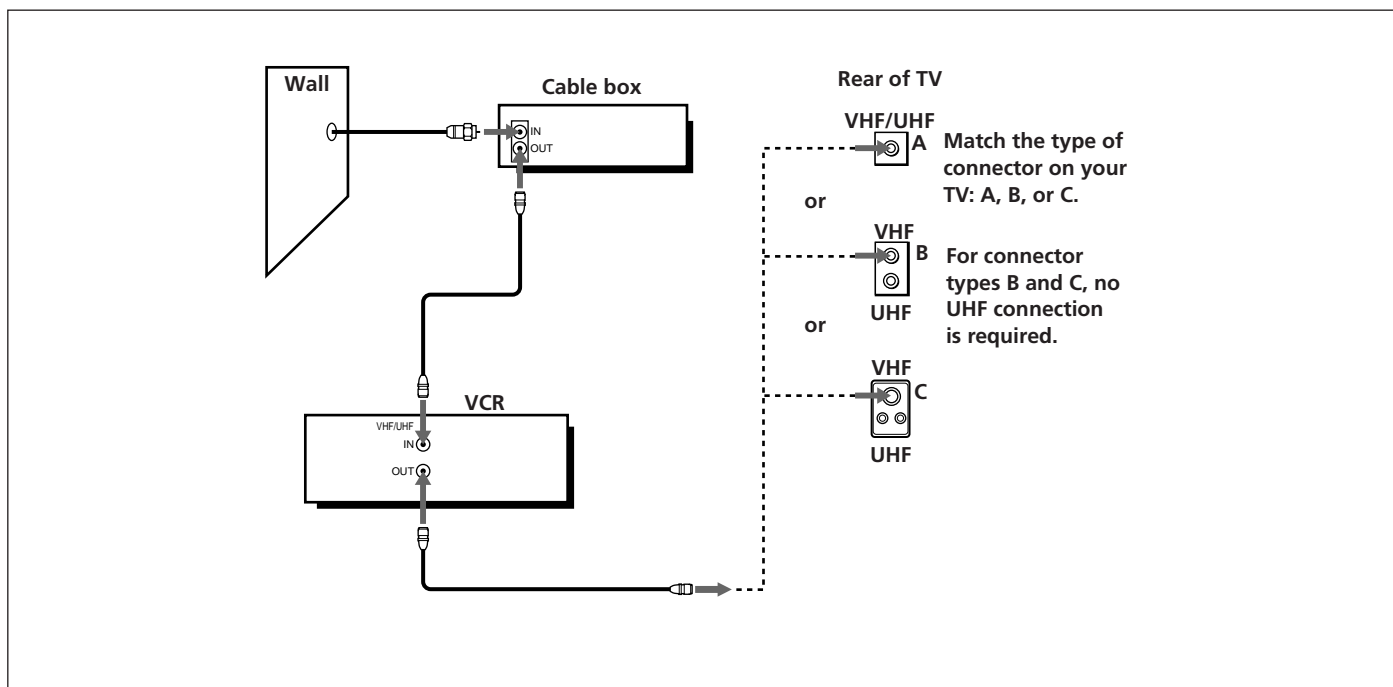 Wall
Cable box
IN
OUT
VCR
VHF/UHF
IN
OUT
Rear of TV
VHF/UHF
A
or
VHF
B
UHF
or
VHF
C
UHF
Match the type of
connector on your
TV: A, B, or C.
For connector
types B and C, no
UHF connection
is required.